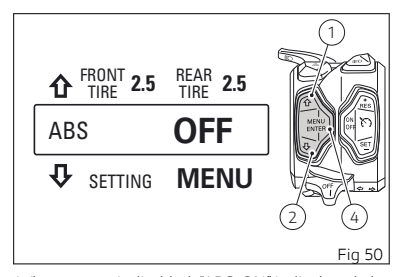 1
FRONT TIRE 2.5 REAR TIRE 2.5
ABS OFF
SETTING MENU
MENU ENTER
ON OFF
RES
SET
OFF
2
4
Fig 50